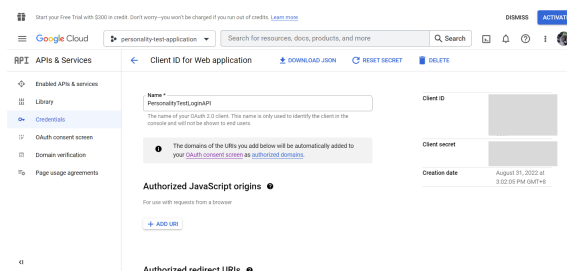 Start your Free Trial with $300 in credit. Don't worry—you won't be charged if you run out of credits. Learn more
DISMISS
ACTIVAT
Google Cloud
personality-test-application
Search for resources, docs, products, and more
Search
API APIs & Services
Client ID for Web application
DOWNLOAD JSON
RESET SECRET
DELETE
Enabled APIs & services
Library
Credentials
OAuth consent screen
Domain verification
Page usage agreements
Name *
PersonalityTestLoginAPI
The name of your OAuth 2.0 client. This name is only used to identify the client in the
console and will not be shown to end users.
The domains of the URIs you add below will be automatically added to
your OAuth consent screen as authorized domains.
Authorized JavaScript origins
For use with requests from a browser
+ ADD URI
Authorized redirect URIs
Client ID
Client secret
Creation date
August 31, 2022 at
3:02:05 PM GMT+8